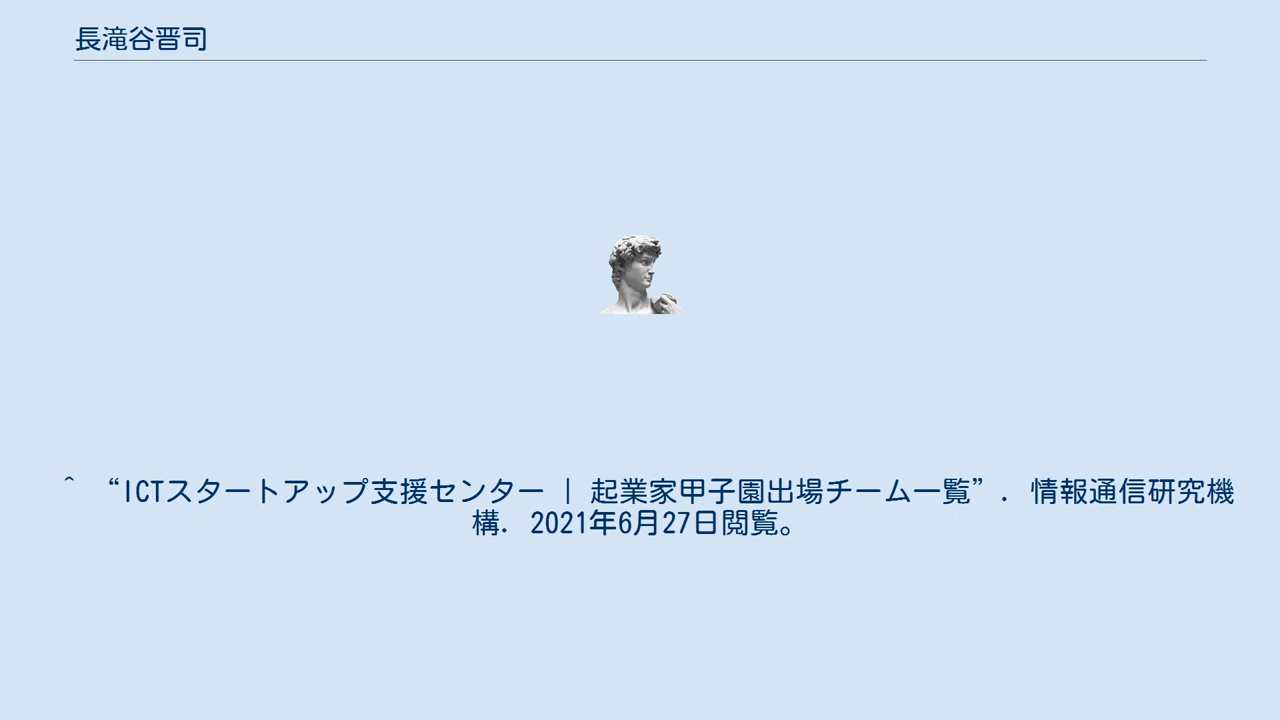 長滝谷晋司
^ “ICTスタートアップ支援センター | 起業家甲子園出場チーム一覧”. 情報通信研究機
構. 2021年6月27日閲覧。